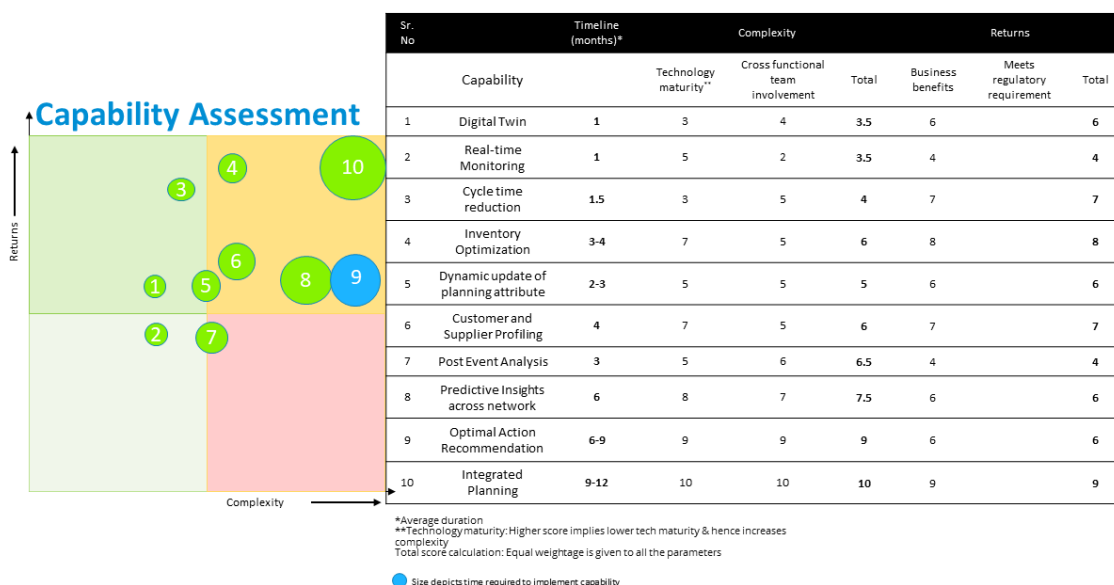 Capability Assessment
Returns
Complexity
3
4
10
1
5
6
8
9
2
7
Sr. No Timeline (months)* Complexity Returns
Capability Technology maturity** Cross functional team involvement Total Business benefits Meets regulatory requirement Total
1 Digital Twin 1 3 4 3.5 6 6
2 Real-time Monitoring 1 5 2 3.5 4 4
3 Cycle time reduction 1.5 3 5 4 7 7
4 Inventory Optimization 3-4 7 5 6 8 8
5 Dynamic update of planning attribute 2-3 5 5 5 6 6
6 Customer and Supplier Profiling 4 7 5 6 7 7
7 Post Event Analysis 3 5 6 6.5 4 4
8 Predictive Insights across network 6 8 7 7.5 6 6
9 Optimal Action Recommendation 6-9 9 9 9 6 6
10 Integrated Planning 9-12 10 10 10 9 9
*Average duration
**Technology maturity: Higher score implies lower tech maturity & hence increases
complexity
Total score calculation: Equal weightage is given to all the parameters
Size depicts time required to implement capability